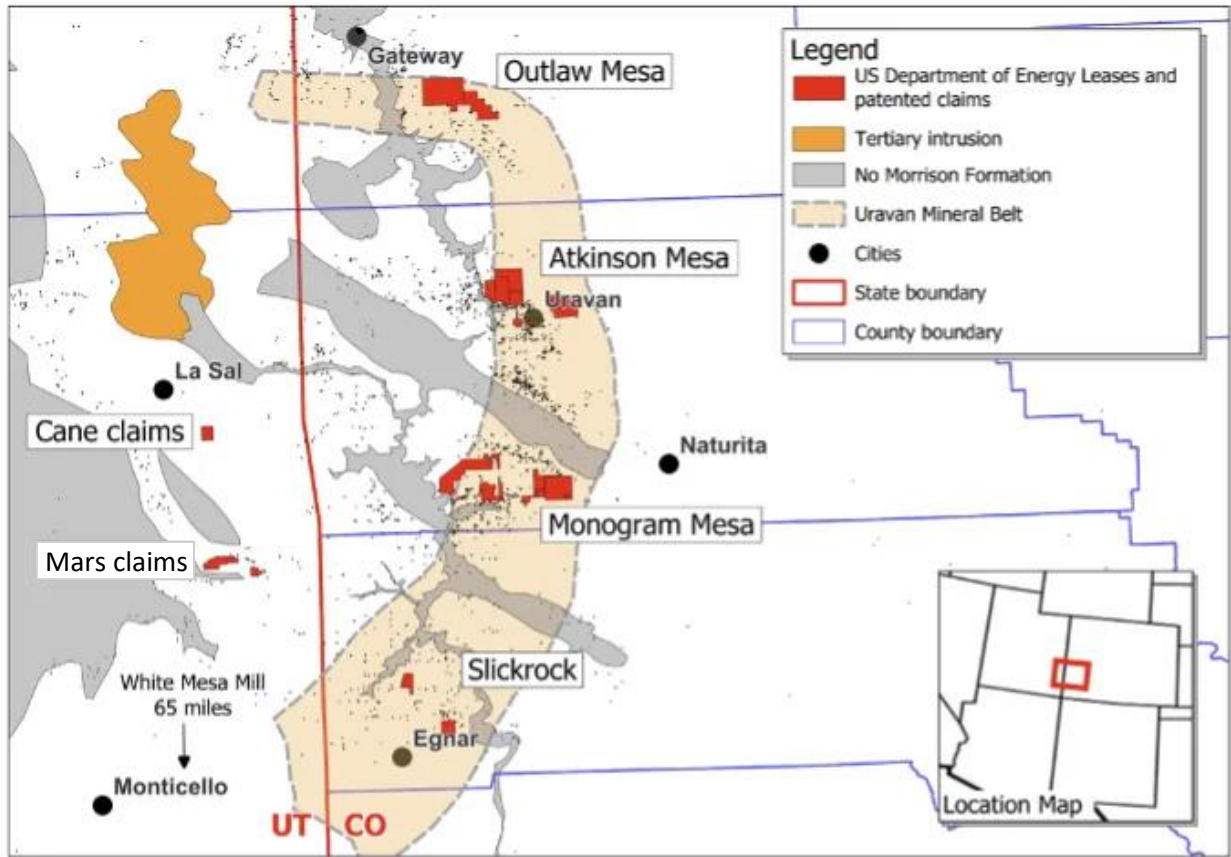 Gateway
Outlaw Mesa
Legend
US Department of Energy Leases and
patented claims
Tertiary intrusion
No Morrison Formation
Uravan Mineral Belt
Cities
State boundary
County boundary
Atkinson Mesa
Uravan
La Sal
Cane claims
Naturita
Monogram Mesa
Mars claims
Slickrock
White Mesa Mill
65 miles
Egnar
Monticello
UT CO
Location Map